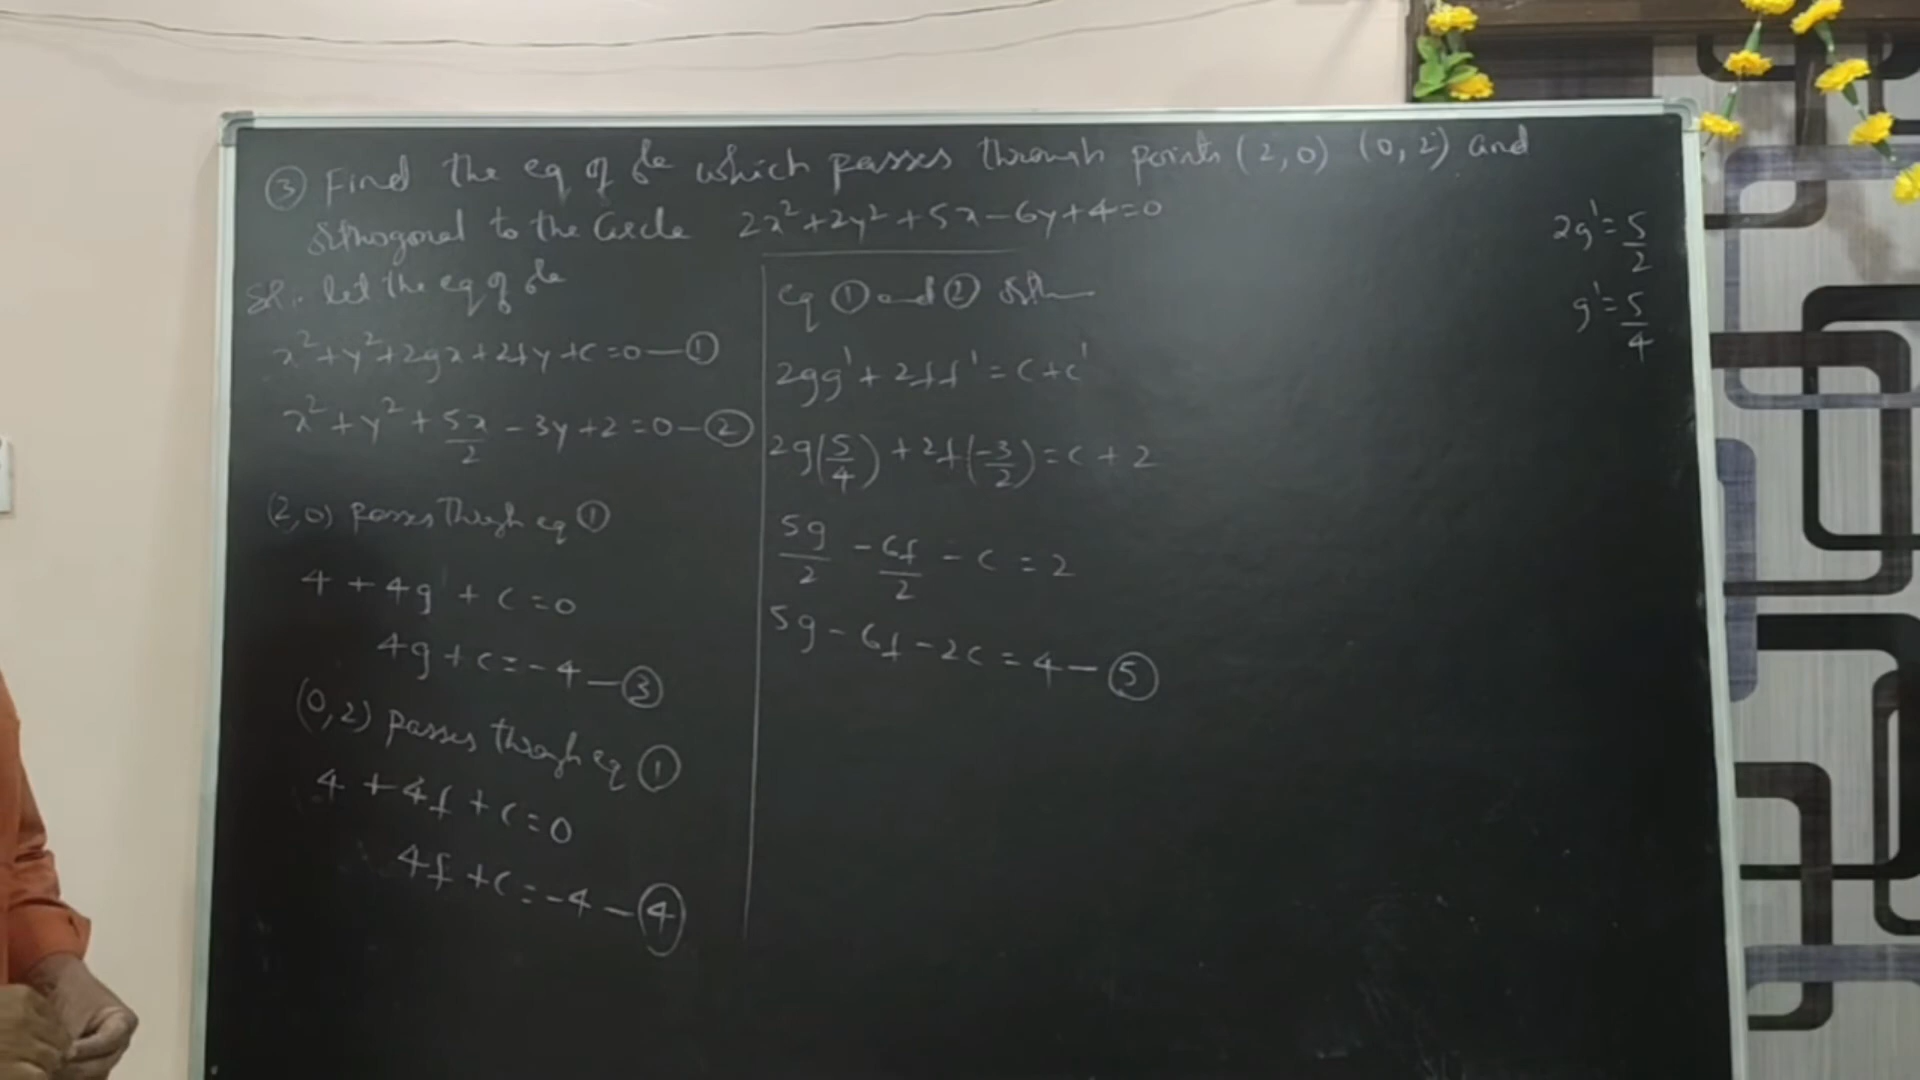 ③ Find the eq of ⊙le which passes through points (2,0) (0,2) and
orthogonal to the Circle 2x²+2y²+5x−6y+4=0
Sol:- let the eq of ⊙le
x²+y²+2gx+2fy+c=0—①
x²+y²+5x/2−3y+2=0—②
(2,0) passes through eq ①
4+4g+c=0
4g+c=−4—③
(0,2) passes through eq ①
4+4f+c=0
4f+c=−4—④
eq ① and ② orth
2gg'+2ff'=c+c'
2g(5/4)+2f(−3/2)=c+2
5g/2−6f/2−c=2
5g−6f−2c=4—⑤
2g'=5/2
g'=5/4